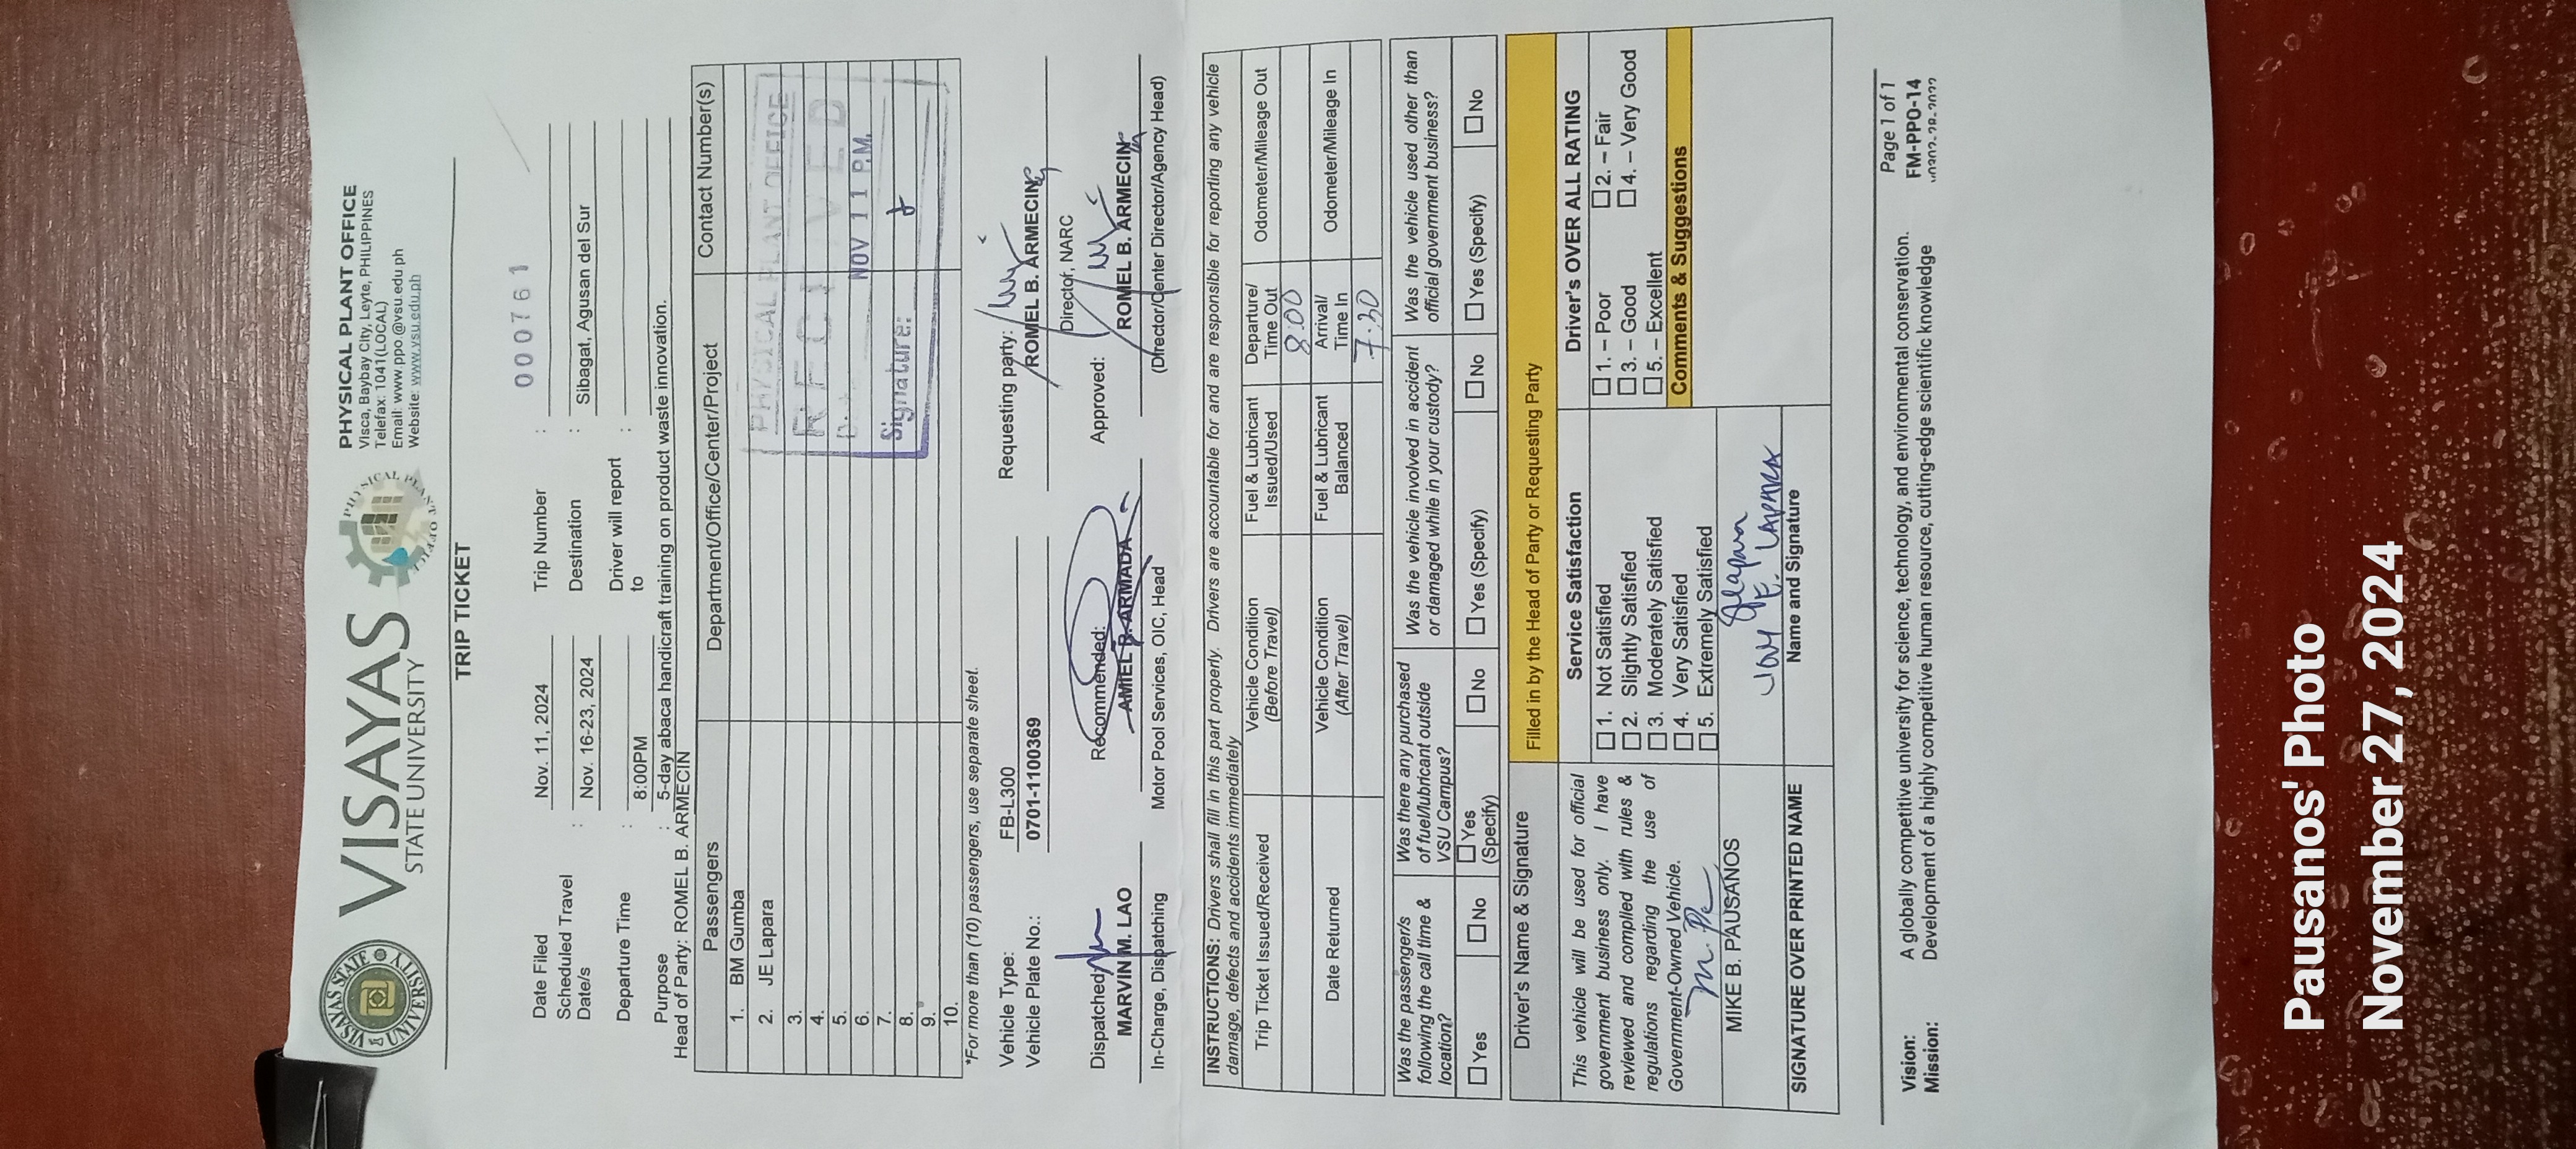 VISAYAS STATE UNIVERSITY
VISAYAS
STATE UNIVERSITY
PHYSICAL PLANT OFFICE
PHYSICAL PLANT OFFICE
Visca, Baybay City, Leyte, PHILIPPINES
Telefax: 1041(LOCAL)
Email: ww.ppo.@vsu.edu.ph
Website: www.vsu.edu.ph
TRIP TICKET
000761
Date Filed Nov. 11, 2024 Trip Number :
Scheduled Travel Date/s : Nov. 16-23, 2024 Destination : Sibagat, Agusan del Sur
Departure Time : 8:00PM Driver will report to :
Purpose : 5-day abaca handicraft training on product waste innovation.
Head of Party: ROMEL B. ARMECIN
Passengers Department/Office/Center/Project Contact Number(s)
1. BM Gumba
2. JE Lapara
3.
4.
5.
6.
7.
8.
9.
10.
PHYSICAL PLANT OFFICE
RECEIVED
NOV 11 P.M.
Signature:
*For more than (10) passengers, use separate sheet.
Vehicle Type: FB-L300
Vehicle Plate No.: 0701-1100369
Requesting party:
ROMEL B. ARMECIN
Director, NARC
Dispatched: Recommended: Approved:
MARVIN M. LAO AMIEL B. ARMADA ROMEL B. ARMECIN
In-Charge, Dispatching Motor Pool Services, OIC, Head (Director/Center Director/Agency Head)
INSTRUCTIONS: Drivers shall fill in this part properly. Drivers are accountable for and are responsible for reporting any vehicle
damage, defects and accidents immediately
Trip Ticket Issued/Received Vehicle Condition (Before Travel) Fuel & Lubricant Issued/Used Departure/ Time Out Odometer/Mileage Out
8:00
Date Returned Vehicle Condition (After Travel) Fuel & Lubricant Balanced Arrival/ Time In Odometer/Mileage In
7:30
Was the passenger/s following the call time & location? Was there any purchased of fuel/lubricant outside VSU Campus? Was the vehicle involved in accident or damaged while in your custody? Was the vehicle used other than official government business?
☐ Yes ☐ No ☐ Yes (Specify) ☐ No ☐ Yes (Specify) ☐ No ☐ Yes (Specify) ☐ No
Driver's Name & Signature Filled in by the Head of Party or Requesting Party
This vehicle will be used for official
government business only. I have
reviewed and complied with rules &
regulations regarding the use of
Government-Owned Vehicle.
MIKE B. PAUSANOS
SIGNATURE OVER PRINTED NAME
Service Satisfaction
☐ 1. Not Satisfied
☐ 2. Slightly Satisfied
☐ 3. Moderately Satisfied
☐ 4. Very Satisfied
☐ 5. Extremely Satisfied
JOY E. LAPARA
Name and Signature
Driver's OVER ALL RATING
☐ 1. – Poor ☐ 2. – Fair
☐ 3. – Good ☐ 4. – Very Good
☐ 5. – Excellent
Comments & Suggestions
Vision: A globally competitive university for science, technology, and environmental conservation.
Mission: Development of a highly competitive human resource, cutting-edge scientific knowledge
Page 1 of 1
FM-PPO-14
Pausanos' Photo
November 27, 2024